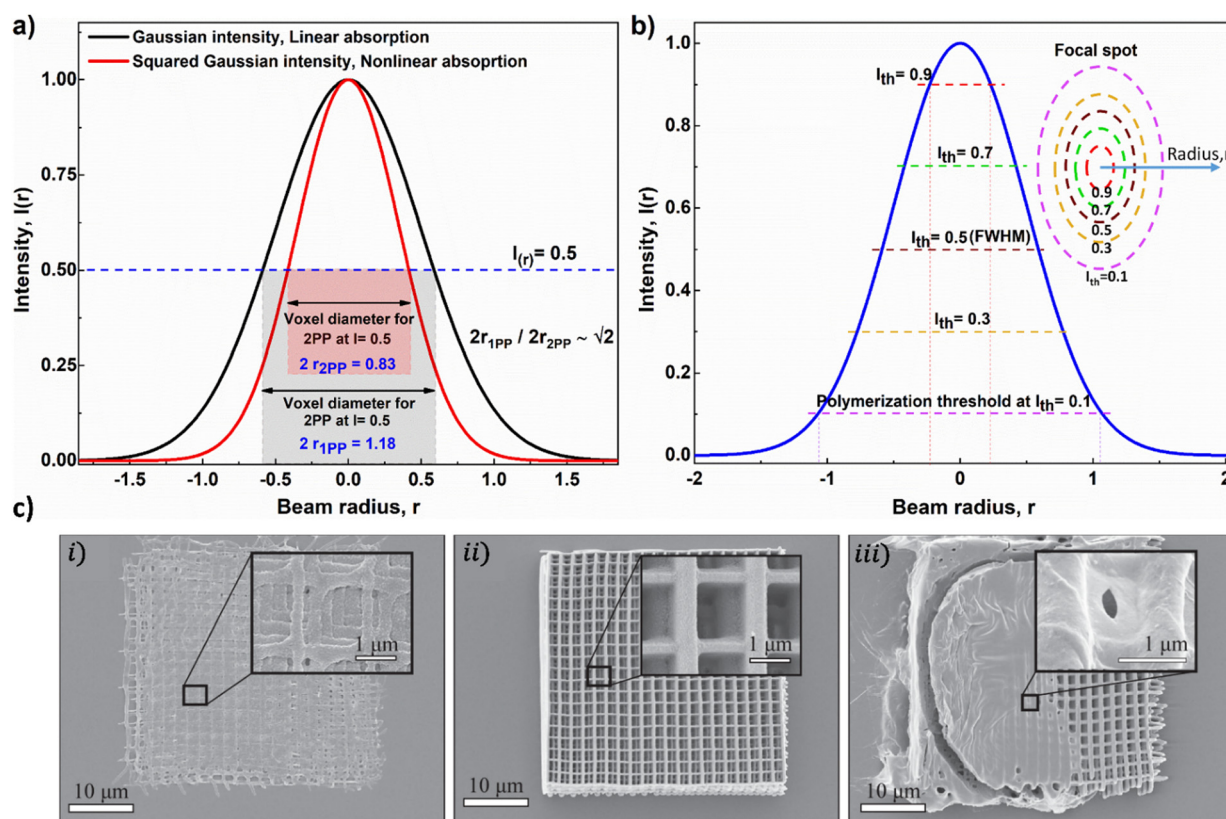 a)
Gaussian intensity, Linear absorption
Squared Gaussian intensity, Nonlinear absoprtion
1.00
0.75
0.50
0.25
0.00
Intensity, I(r)
I(r)= 0.5
Voxel diameter for
2PP at I= 0.5
2 r2PP = 0.83
2r1PP / 2r2PP ~ √2
Voxel diameter for
2PP at I= 0.5
2 r1PP = 1.18
-1.5 -1.0 -0.5 0.0 0.5 1.0 1.5
Beam radius, r
b)
1.0
0.8
0.6
0.4
0.2
0.0
Intensity, I(r)
Focal spot
Ith= 0.9
Ith= 0.7
Radius,r
0.9
0.7
0.5
0.3
Ith=0.1
Ith= 0.5(FWHM)
Ith= 0.3
Polymerization threshold at Ith= 0.1
-2 -1 0 1 2
Beam radius, r
c)
i)
1 μm
10 μm
ii)
1 μm
10 μm
iii)
1 μm
10 μm